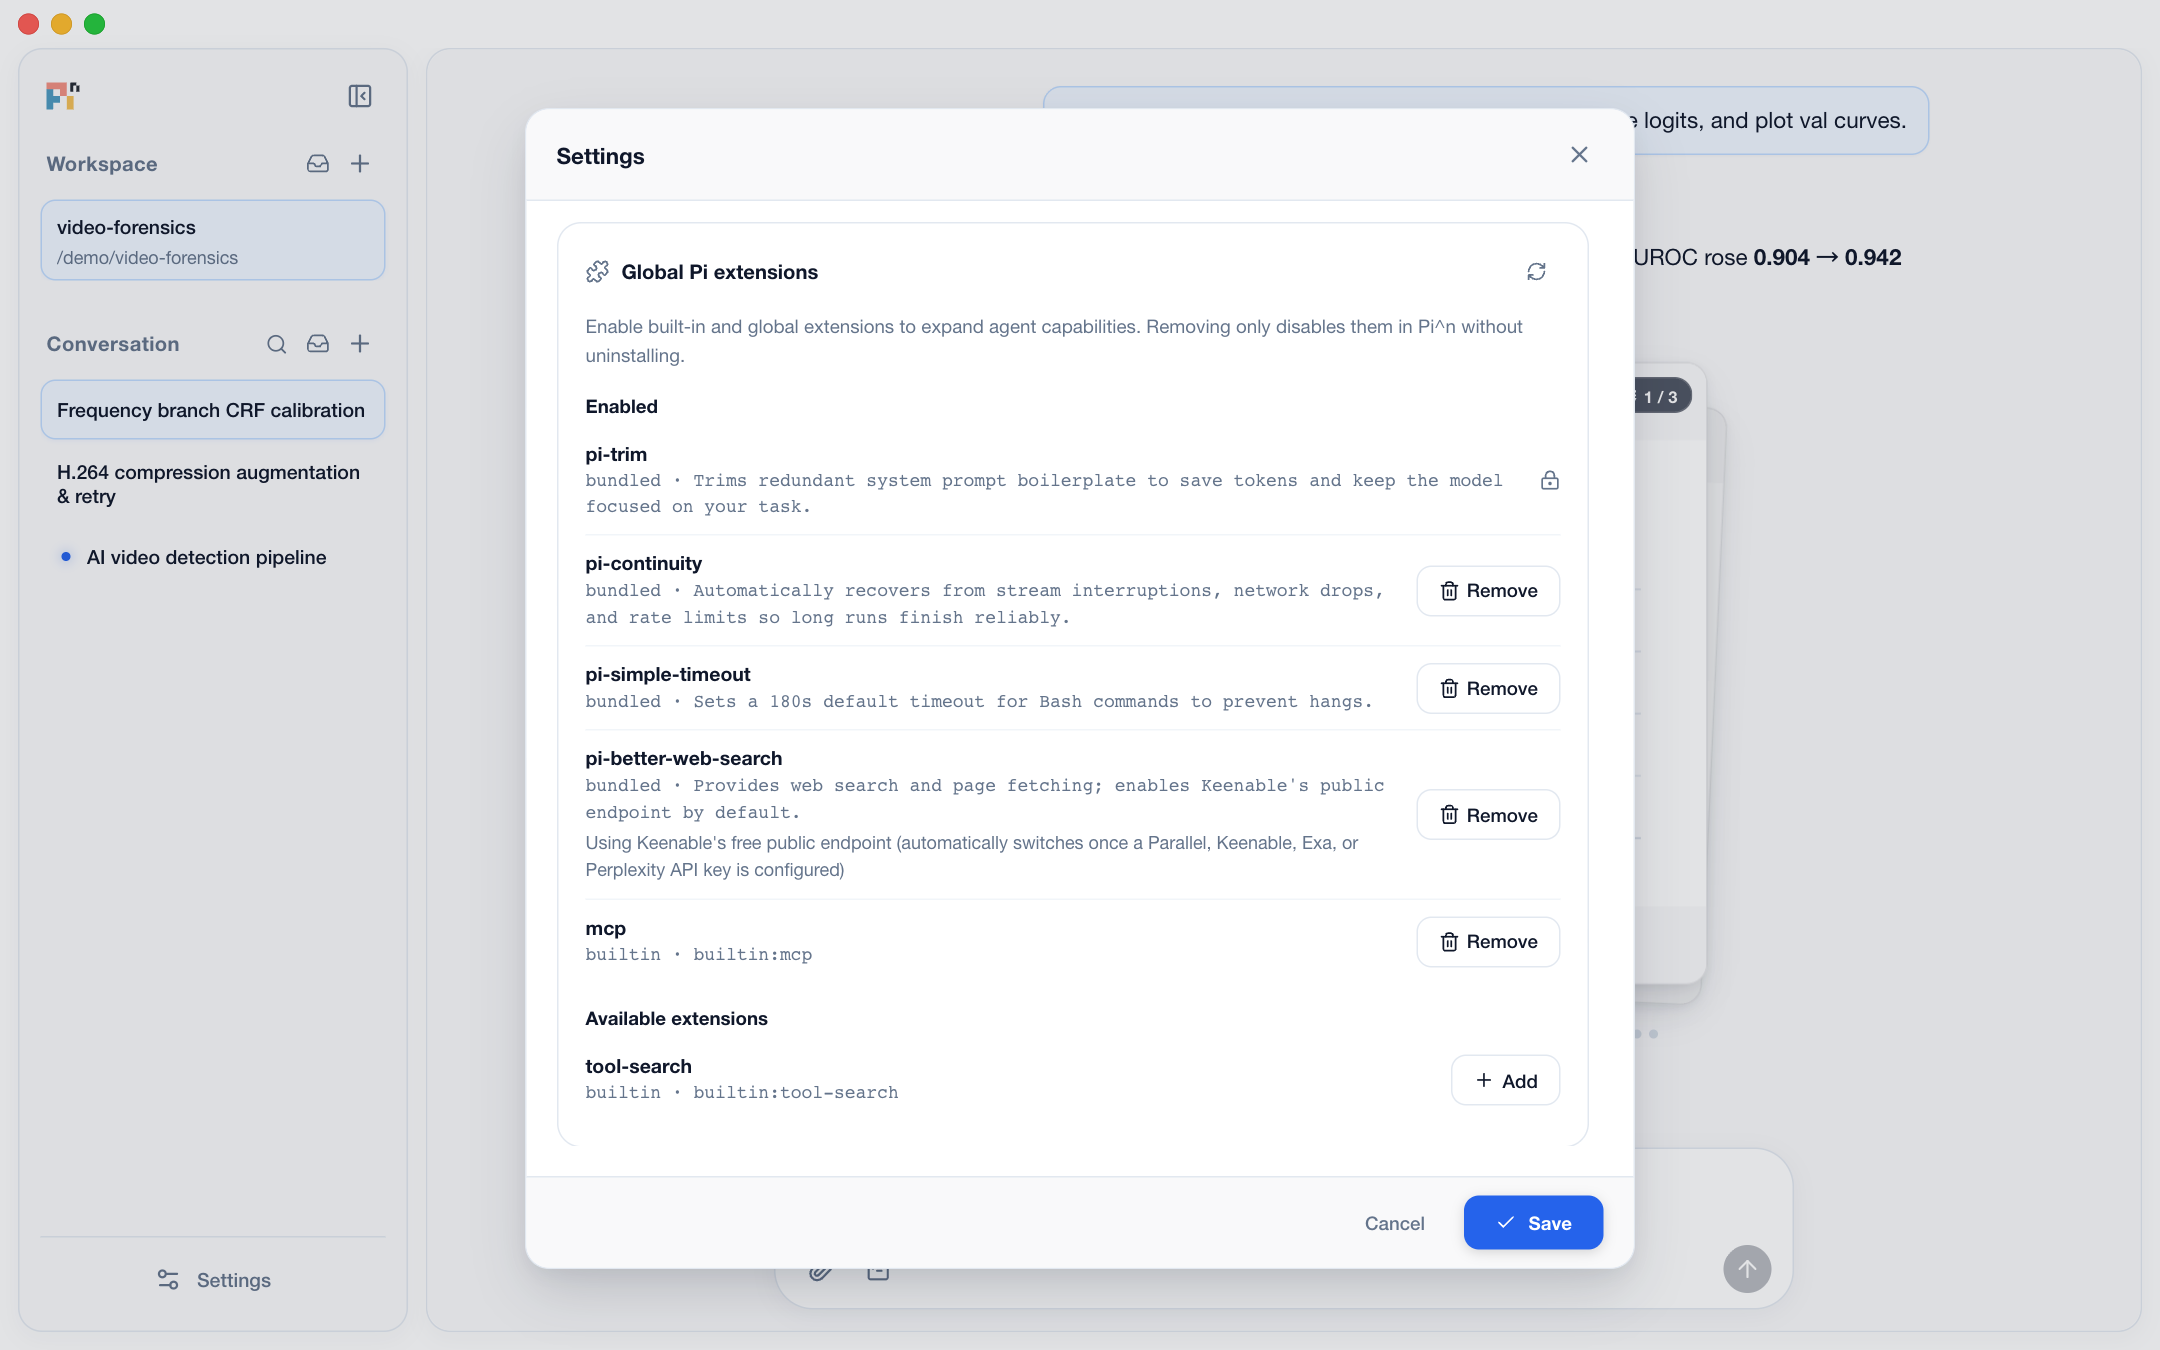 Workspace
video-forensics
/demo/video-forensics
Conversation
Frequency branch CRF calibration
H.264 compression augmentation
& retry
AI video detection pipeline
Settings
logits, and plot val curves.
UROC rose 0.904 → 0.942
1 / 3
Settings
Global Pi extensions
Enable built-in and global extensions to expand agent capabilities. Removing only disables them in Pi^n without
uninstalling.
Enabled
pi-trim
bundled · Trims redundant system prompt boilerplate to save tokens and keep the model
focused on your task.
pi-continuity
bundled · Automatically recovers from stream interruptions, network drops,
and rate limits so long runs finish reliably.
Remove
pi-simple-timeout
bundled · Sets a 180s default timeout for Bash commands to prevent hangs.
Remove
pi-better-web-search
bundled · Provides web search and page fetching; enables Keenable's public
endpoint by default.
Using Keenable's free public endpoint (automatically switches once a Parallel, Keenable, Exa, or
Perplexity API key is configured)
Remove
mcp
builtin · builtin:mcp
Remove
Available extensions
tool-search
builtin · builtin:tool-search
Add
Cancel
Save